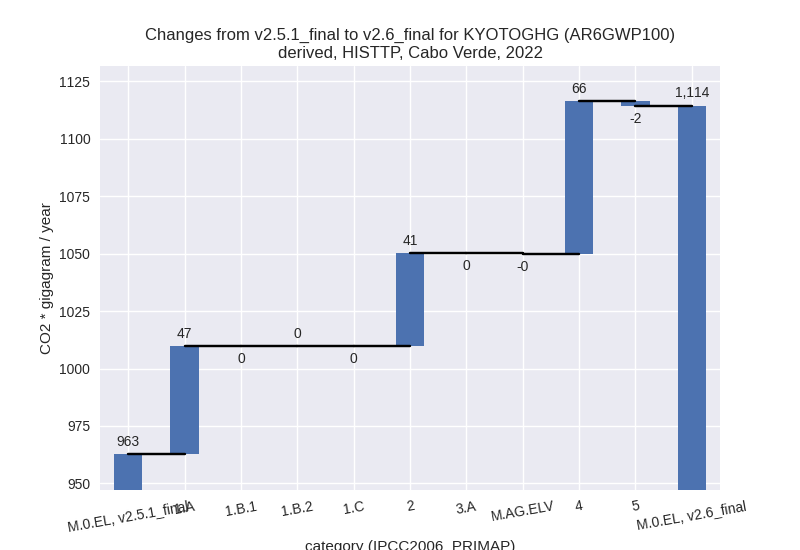 Changes from v2.5.1_final to v2.6_final for KYOTOGHG (AR6GWP100)
derived, HISTTP, Cabo Verde, 2022
CO2 * gigagram / year
1125
1100
1075
1050
1025
1000
975
950
963
47
0
0
0
41
0
-0
66
-2
1,114
M.0.EL, v2.5.1_final
1.A
1.B.1
1.B.2
1.C
2
3.A
M.AG.ELV
4
5
M.0.EL, v2.6_final
category (IPCC2006_PRIMAP)